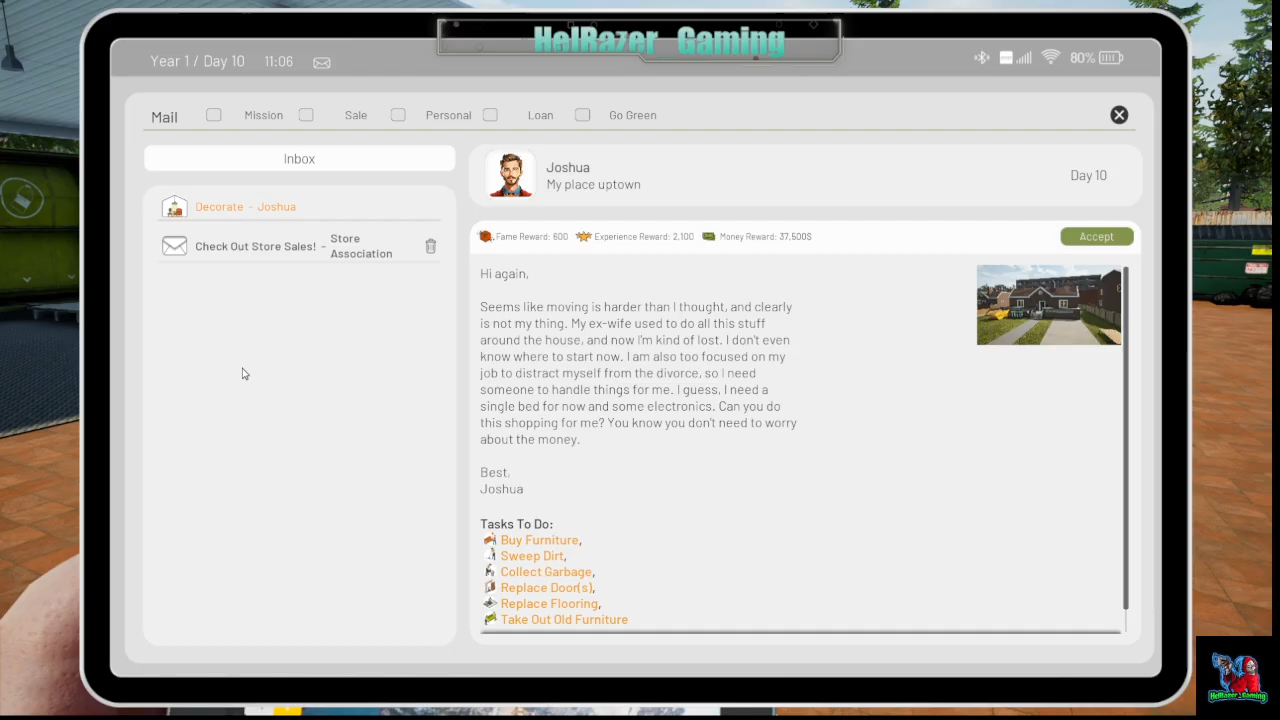 HelRazer Gaming
Year 1 / Day 10 11:06
80%
Mail Mission Sale Personal Loan Go Green
Inbox
Decorate - Joshua
Check Out Store Sales! - Store
Association
Joshua
My place uptown
Day 10
Fame Reward: 600 Experience Reward: 2,100 Money Reward: 37,500$
Accept
Hi again,
Seems like moving is harder than I thought, and clearly
is not my thing. My ex-wife used to do all this stuff
around the house, and now I'm kind of lost. I don't even
know where to start now. I am also too focused on my
job to distract myself from the divorce, so I need
someone to handle things for me. I guess, I need a
single bed for now and some electronics. Can you do
this shopping for me? You know you don't need to worry
about the money.
Best,
Joshua
Tasks To Do:
Buy Furniture,
Sweep Dirt,
Collect Garbage,
Replace Door(s),
Replace Flooring,
Take Out Old Furniture
HelRazer_Gaming